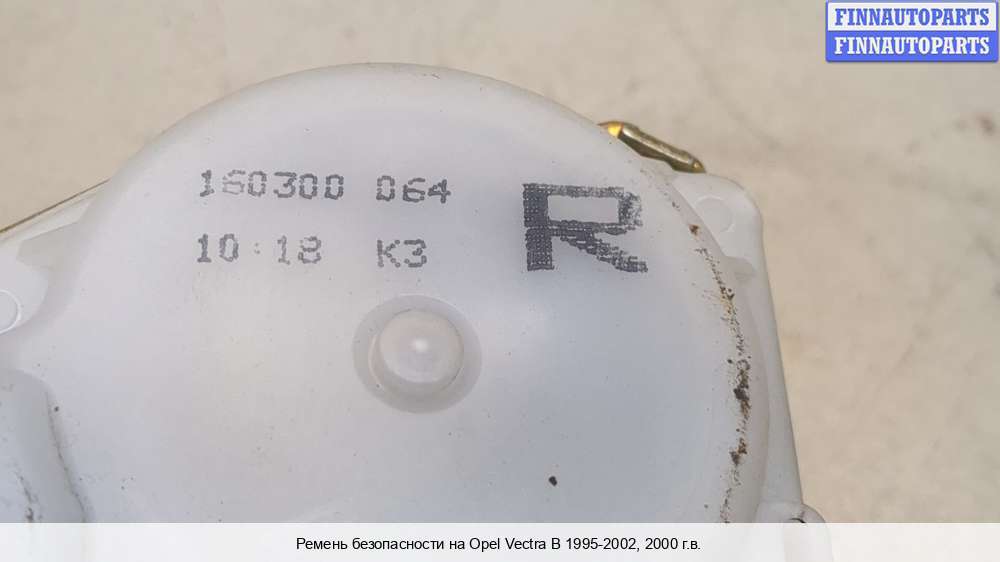 FINNAUTOPARTS
FINNAUTOPARTS
160300 064
10:18 K3
R
Ремень безопасности на Opel Vectra B 1995-2002, 2000 г.в.